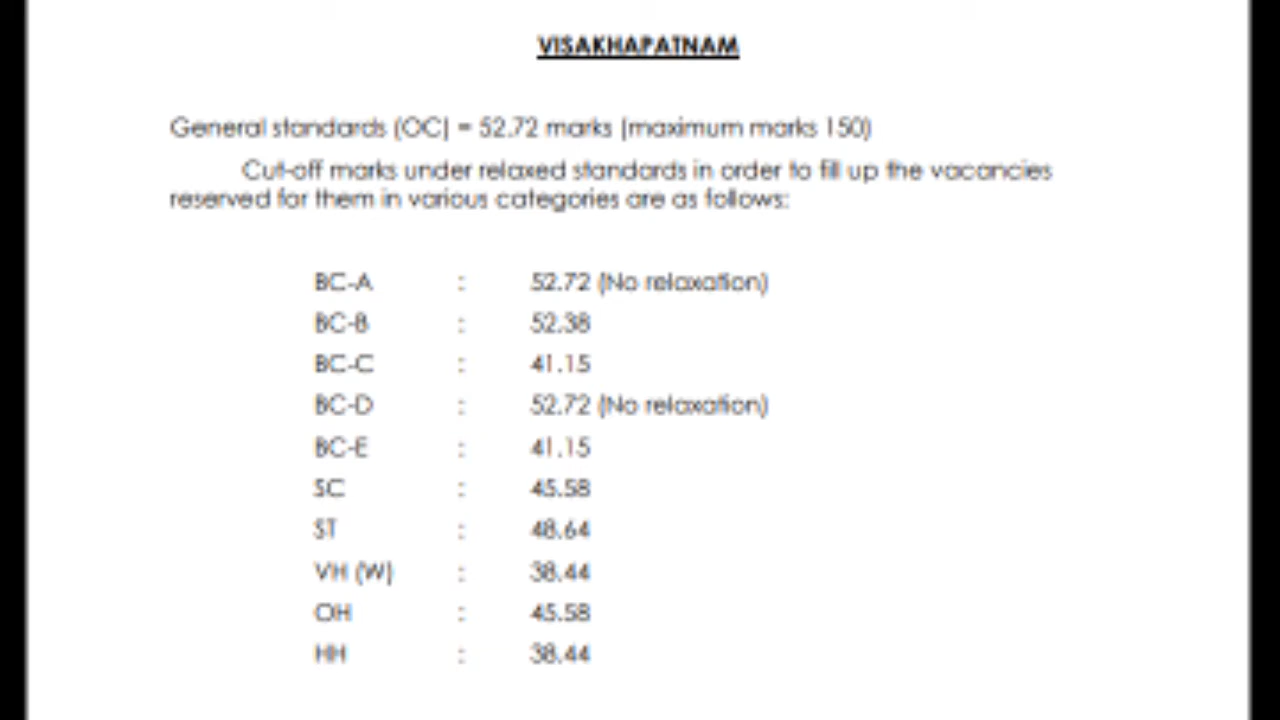 VISAKHAPATNAM
General standards (OC) = 52.72 marks (maximum marks 150)
Cut-off marks under relaxed standards in order to fill up the vacancies
reserved for them in various categories are as follows:
BC-A : 52.72 (No relaxation)
BC-B : 52.38
BC-C : 41.15
BC-D : 52.72 (No relaxation)
BC-E : 41.15
SC : 45.58
ST : 48.64
VH (W) : 38.44
OH : 45.58
HH : 38.44